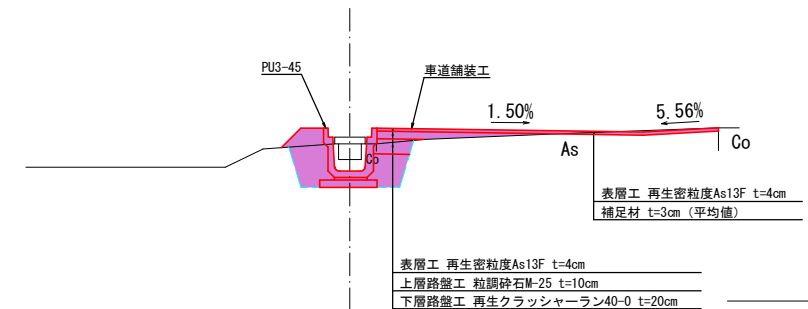 PU3-45
車道舗装工
1.50%
5.56%
Co
As
Co
表層工 再生密粒度As13F t=4cm
補足材 t=3cm (平均値)
表層工 再生密粒度As13F t=4cm
上層路盤工 粒調砕石M-25 t=10cm
下層路盤工 再生クラッシャーラン40-0 t=20cm